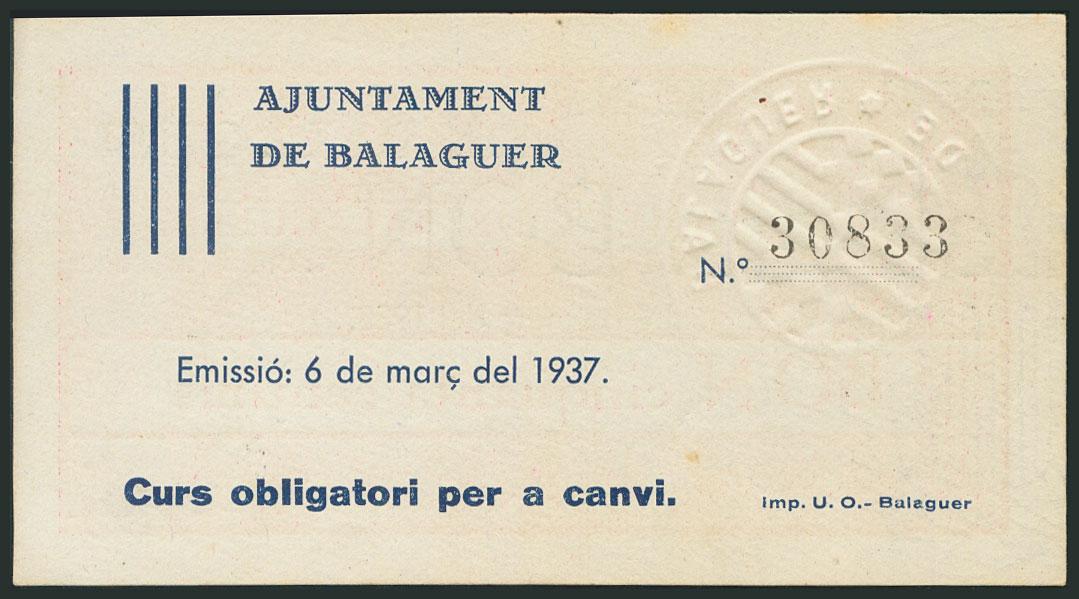 AJUNTAMENT
DE BALAGUER
N.º 30833
Emissió: 6 de març del 1937.
Curs obligatori per a canvi.
Imp. U. O.- Balaguer